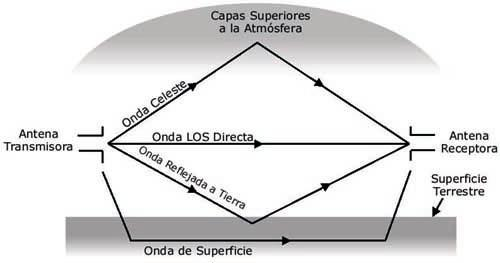 Capas Superiores
a la Atmósfera
Onda Celeste
Antena
Transmisora
Onda LOS Directa
Antena
Receptora
Onda Reflejada a Tierra
Superficie
Terrestre
Onda de Superficie